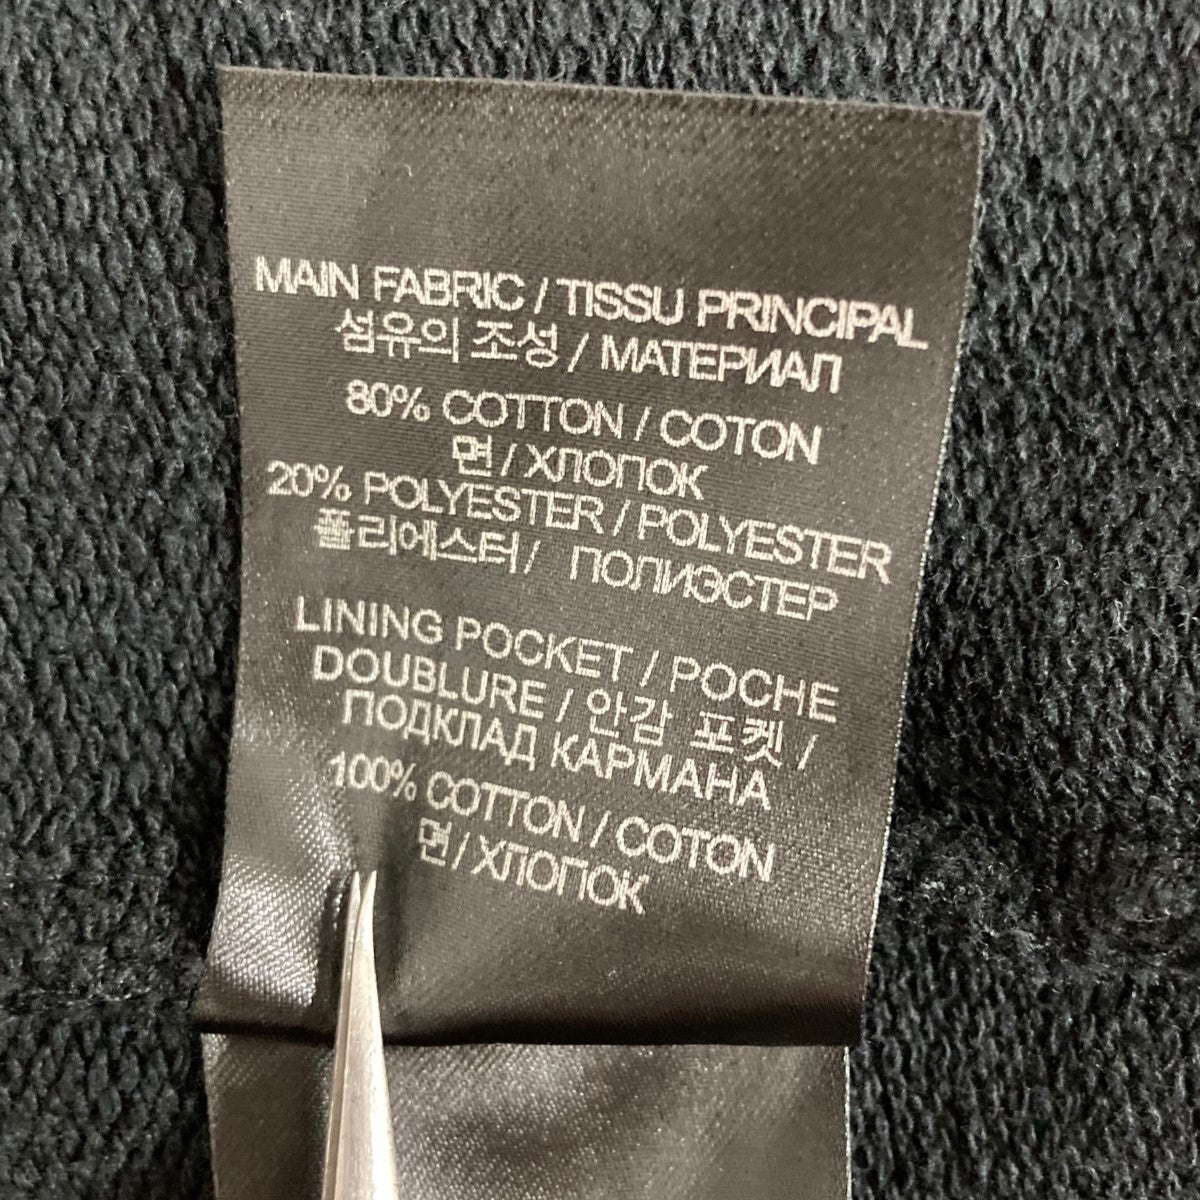 MAIN FABRIC / TISSU PRINCIPAL
섬유의 조성 / МАТЕРИАЛ
80% COTTON / COTON
면 / ХЛОПОК
20% POLYESTER / POLYESTER
폴리에스터 / ПОЛИЭСТЕР
LINING POCKET / POCHE
DOUBLURE / 안감 포켓 /
ПОДКЛАД КАРМАНА
100% COTTON / COTON
면 / ХЛОПОК